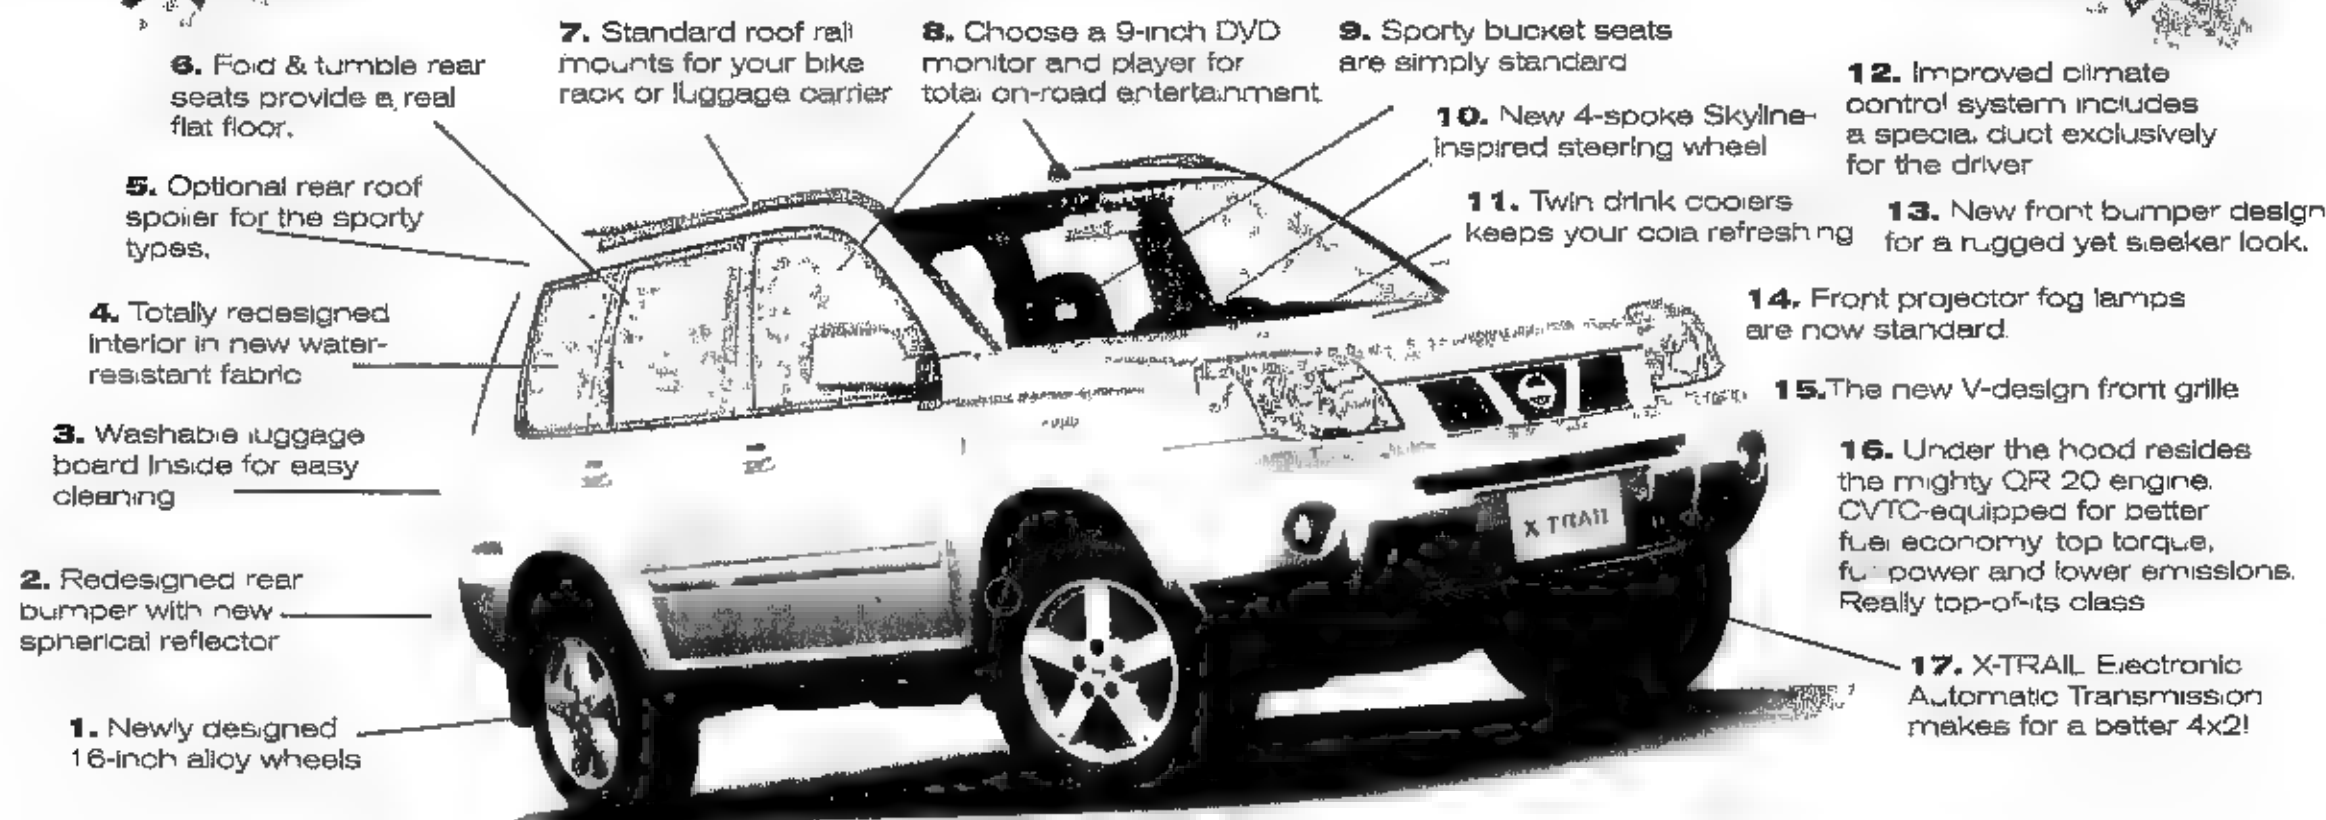 1. Newly designed
16-inch alloy wheels
2. Redesigned rear
bumper with new
spherical reflector
3. Washable luggage
board inside for easy
cleaning
4. Totally redesigned
interior in new water-
resistant fabric
5. Optional rear roof
spoiler for the sporty
types.
6. Fold & tumble rear
seats provide a real
flat floor.
7. Standard roof rail
mounts for your bike
rack or luggage carrier
8. Choose a 9-inch DVD
monitor and player for
total on-road entertainment
9. Sporty bucket seats
are simply standard
10. New 4-spoke Skyline-
inspired steering wheel
11. Twin drink coolers
keeps your cola refreshing
12. Improved climate
control system includes
a special duct exclusively
for the driver
13. New front bumper design
for a rugged yet sleeker look.
14. Front projector fog lamps
are now standard.
15.The new V-design front grille
16. Under the hood resides
the mighty QR 20 engine.
CVTC-equipped for better
fuel economy top torque,
full power and lower emissions.
Really top-of-its class
17. X-TRAIL Electronic
Automatic Transmission
makes for a better 4x2!
X TRAIL